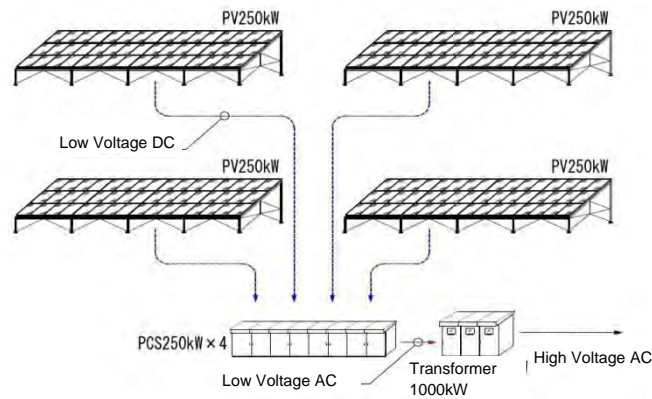 PV250kW
PV250kW
Low Voltage DC
PV250kW
PV250kW
PCS250kW×4
Low Voltage AC
Transformer
1000kW
High Voltage AC